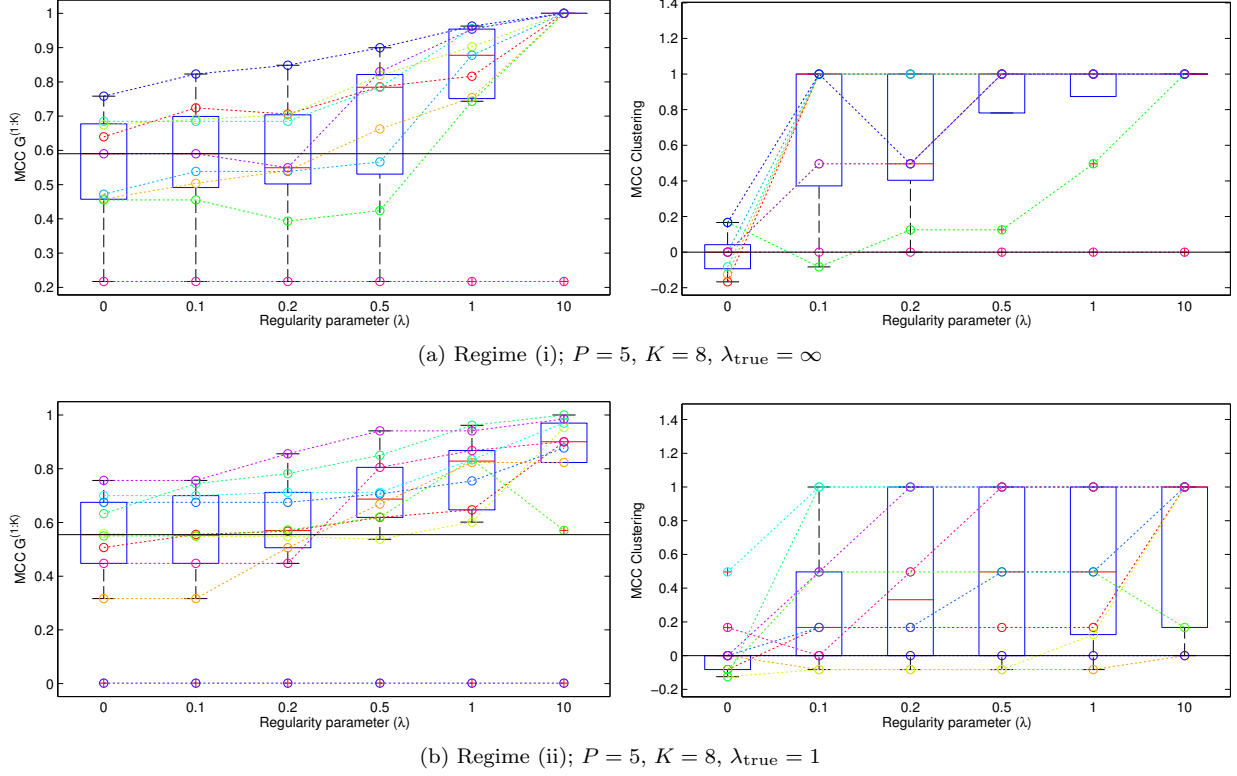 MCC G(1:K)
1
0.9
0.8
0.7
0.6
0.5
0.4
0.3
0.2
0 0.1 0.2 0.5 1 10
Regularity parameter (λ)
MCC Clustering
1.4
1.2
1
0.8
0.6
0.4
0.2
0
−0.2
0 0.1 0.2 0.5 1 10
Regularity parameter (λ)
(a) Regime (i); P = 5, K = 8, λtrue = ∞
MCC G(1:K)
1
0.8
0.6
0.4
0.2
0
0 0.1 0.2 0.5 1 10
Regularity parameter (λ)
MCC Clustering
1.4
1.2
1
0.8
0.6
0.4
0.2
0
−0.2
0 0.1 0.2 0.5 1 10
Regularity parameter (λ)
(b) Regime (ii); P = 5, K = 8, λtrue = 1